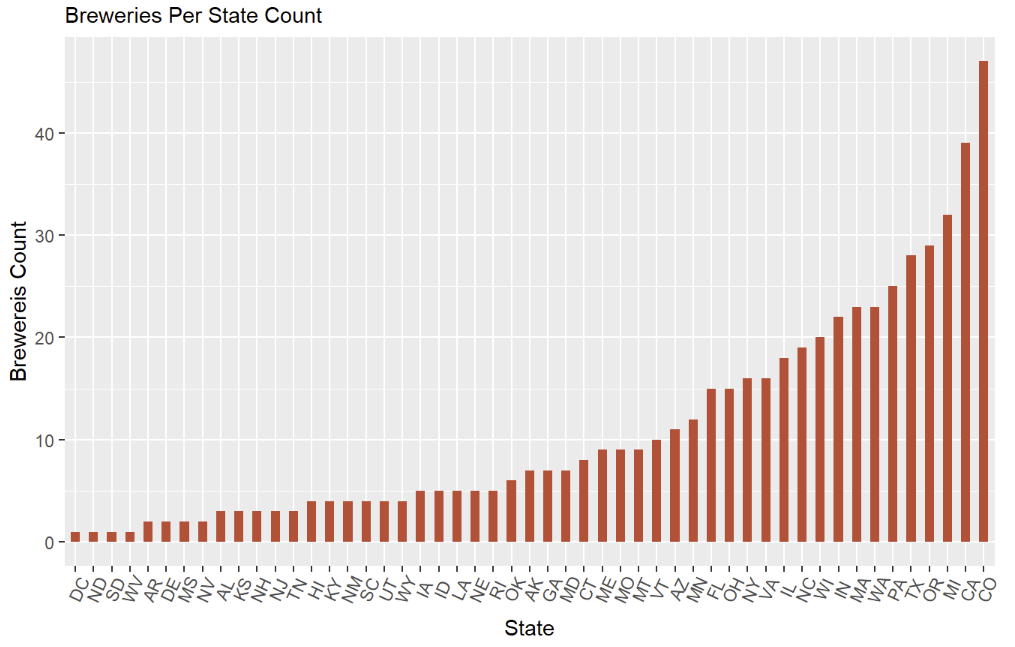 Breweries Per State Count
Brewereis Count
40
30
20
10
0
DC ND SD WV AR DE MS NV AL KS NH NJ TN HI KY NM SC UT WY IA ID LA NE RI OK AK GA MD CT ME MO MT VT AZ MN FL OH NY VA IL NC WI IN MA WA PA TX OR MI CA CO
State